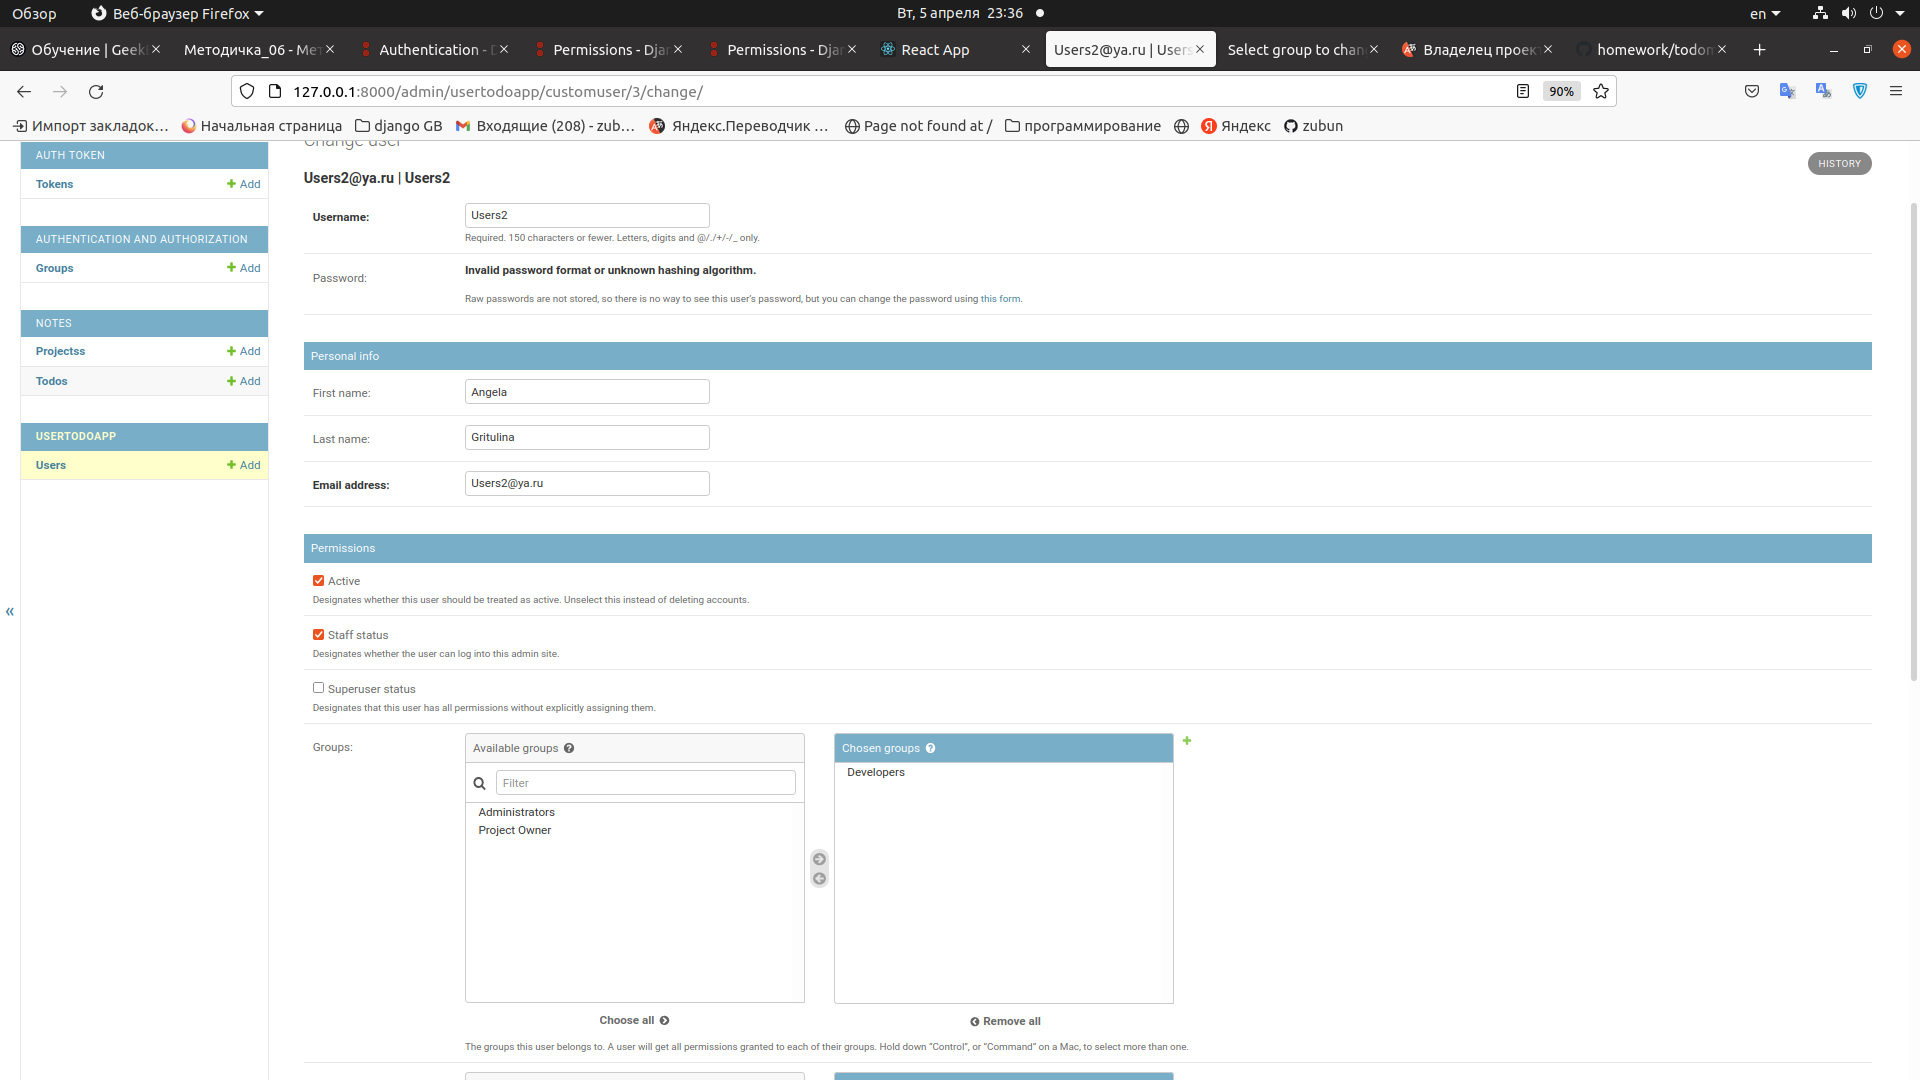 Обзор
Веб-браузер Firefox
Вт, 5 апреля 23:36
en
Обучение | Geek
Методичка_06 - Мет
Authentication - D
Permissions - Djan
Permissions - Djan
React App
Users2@ya.ru | Users
Select group to chan
Владелец проек
homework/todom
127.0.0.1:8000/admin/usertodoapp/customuser/3/change/
90%
Импорт закладок…
Начальная страница
django GB
Входящие (208) - zub…
Яндекс.Переводчик …
Page not found at /
программирование
Яндекс
zubun
AUTH TOKEN
Tokens
Add
AUTHENTICATION AND AUTHORIZATION
Groups
Add
NOTES
Projectss
Add
Todos
Add
USERTODOAPP
Users
Add
«
Change user
HISTORY
Users2@ya.ru | Users2
Username:
Users2
Required. 150 characters or fewer. Letters, digits and @/./+/-/_ only.
Password:
Invalid password format or unknown hashing algorithm.
Raw passwords are not stored, so there is no way to see this user's password, but you can change the password using this form.
Personal info
First name:
Angela
Last name:
Gritulina
Email address:
Users2@ya.ru
Permissions
Active
Designates whether this user should be treated as active. Unselect this instead of deleting accounts.
Staff status
Designates whether the user can log into this admin site.
Superuser status
Designates that this user has all permissions without explicitly assigning them.
Groups:
Available groups
Filter
Administrators
Project Owner
Choose all
Chosen groups
Developers
Remove all
The groups this user belongs to. A user will get all permissions granted to each of their groups. Hold down “Control”, or “Command” on a Mac, to select more than one.